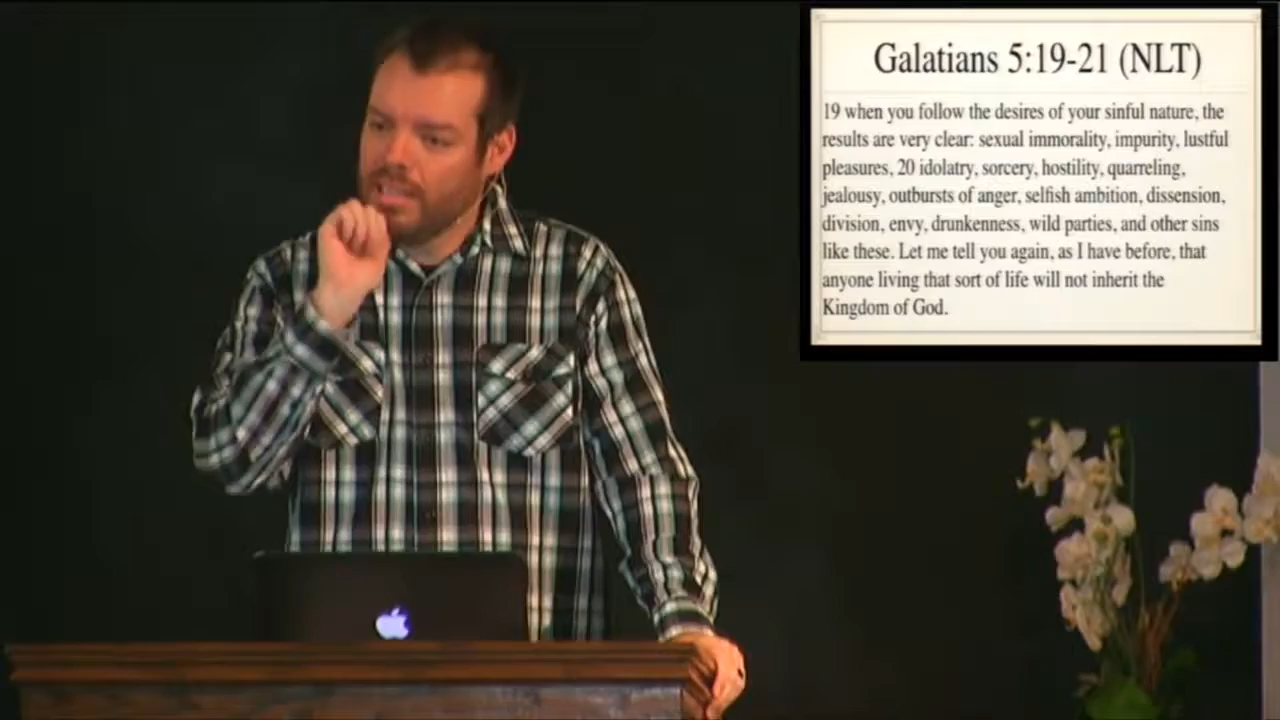 Galatians 5:19-21 (NLT)
19 when you follow the desires of your sinful nature, the
results are very clear: sexual immorality, impurity, lustful
pleasures, 20 idolatry, sorcery, hostility, quarreling,
jealousy, outbursts of anger, selfish ambition, dissension,
division, envy, drunkenness, wild parties, and other sins
like these. Let me tell you again, as I have before, that
anyone living that sort of life will not inherit the
Kingdom of God.